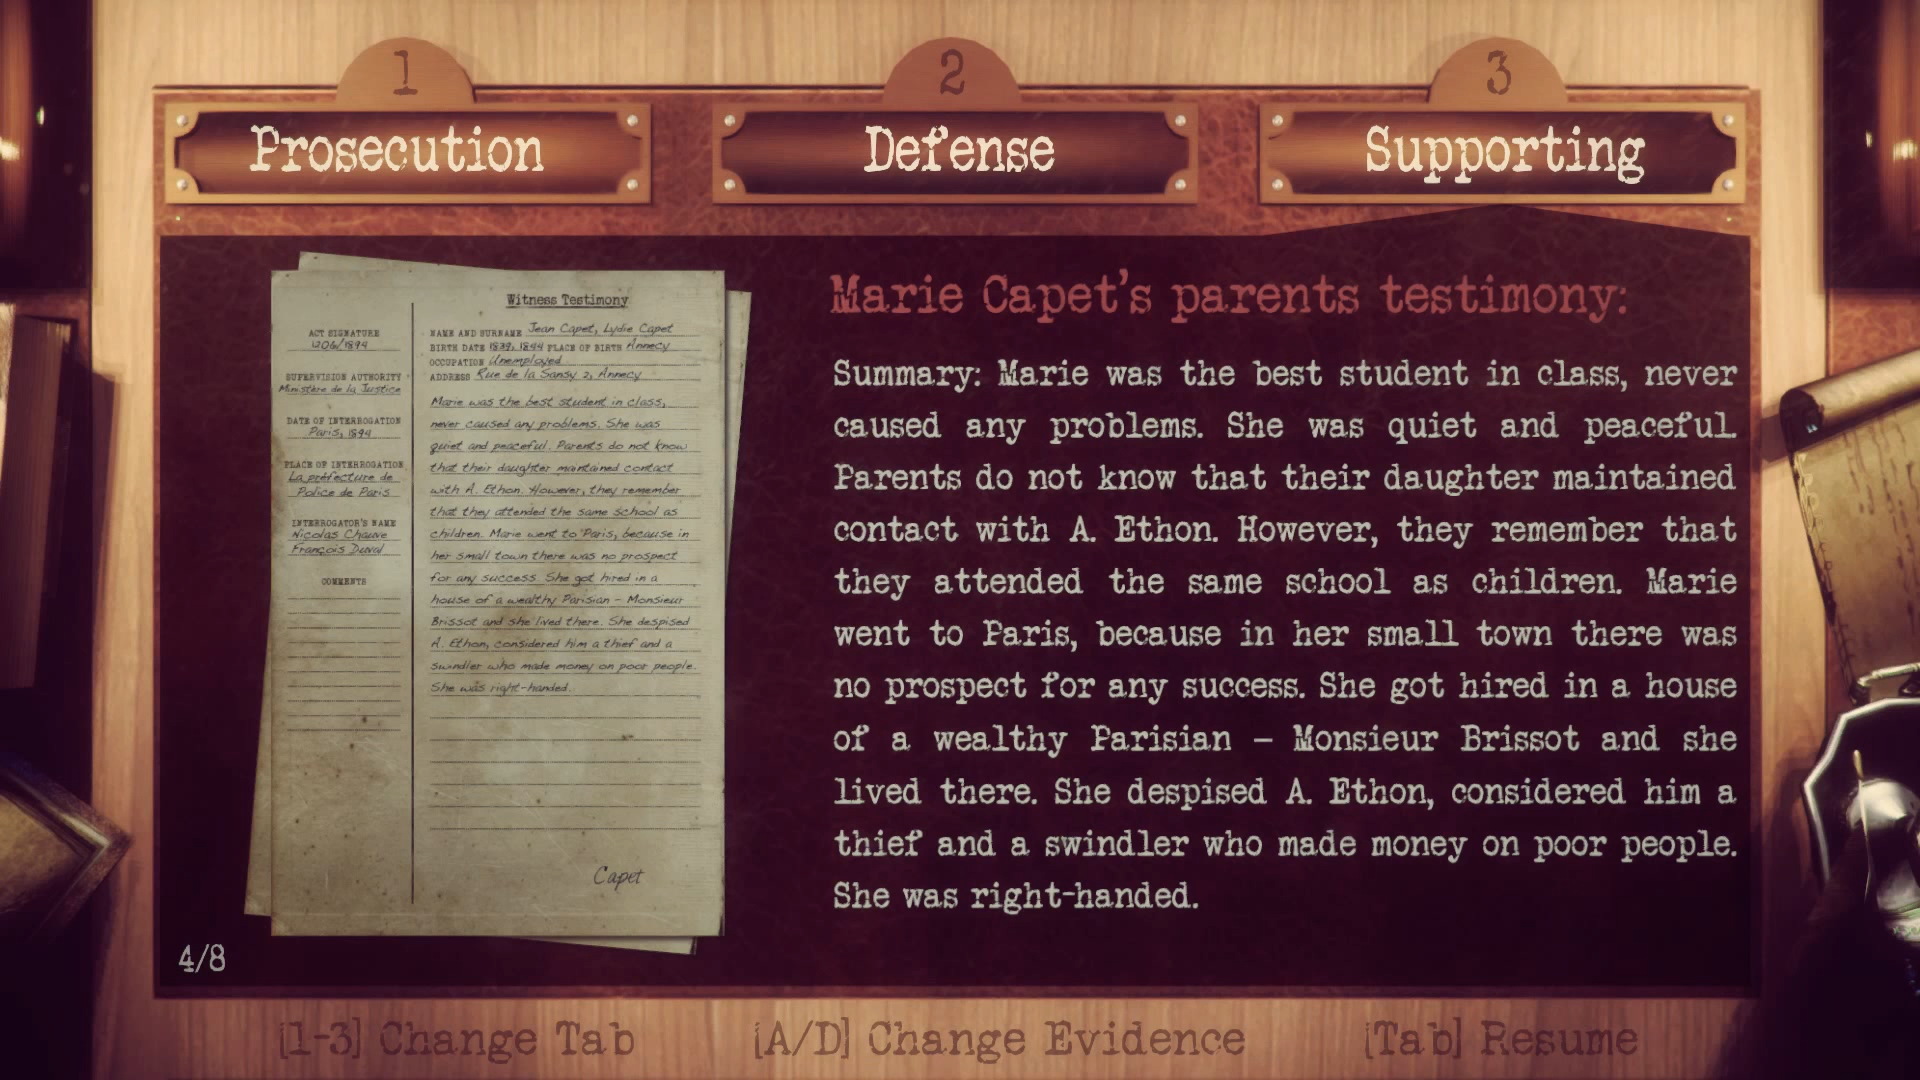 1
2
3
Prosecution
Defense
Supporting
Witness Testimony
ACT SIGNATURE
1206/1894
SUPERVISION AUTHORITY
Ministère de la Justice
DATE OF INTERROGATION
Paris, 1894
PLACE OF INTERROGATION
La préfecture de
Police de Paris
INTERROGATOR'S NAME
Nicolas Chauve
François Duval
COMMENTS
NAME AND SURNAME Jean Capet, Lydie Capet
BIRTH DATE 1839, 1844 PLACE OF BIRTH Annecy
OCCUPATION Unemployed
ADDRESS Rue de la Sansy 2, Annecy
Marie was the best student in class,
never caused any problems. She was
quiet and peaceful. Parents do not know
that their daughter maintained contact
with A. Ethon. However, they remember
that they attended the same school as
children. Marie went to Paris, because in
her small town there was no prospect
for any success. She got hired in a
house of a wealthy Parisian - Monsieur
Brissot and she lived there. She despised
A. Ethon, considered him a thief and a
swindler who made money on poor people.
She was right-handed.
Capet
Marie Capet's parents testimony:
Summary: Marie was the best student in class, never
caused any problems. She was quiet and peaceful.
Parents do not know that their daughter maintained
contact with A. Ethon. However, they remember that
they attended the same school as children. Marie
went to Paris, because in her small town there was
no prospect for any success. She got hired in a house
of a wealthy Parisian – Monsieur Brissot and she
lived there. She despised A. Ethon, considered him a
thief and a swindler who made money on poor people.
She was right-handed.
4/8
[1-3] Change Tab
[A/D] Change Evidence
[Tab] Resume